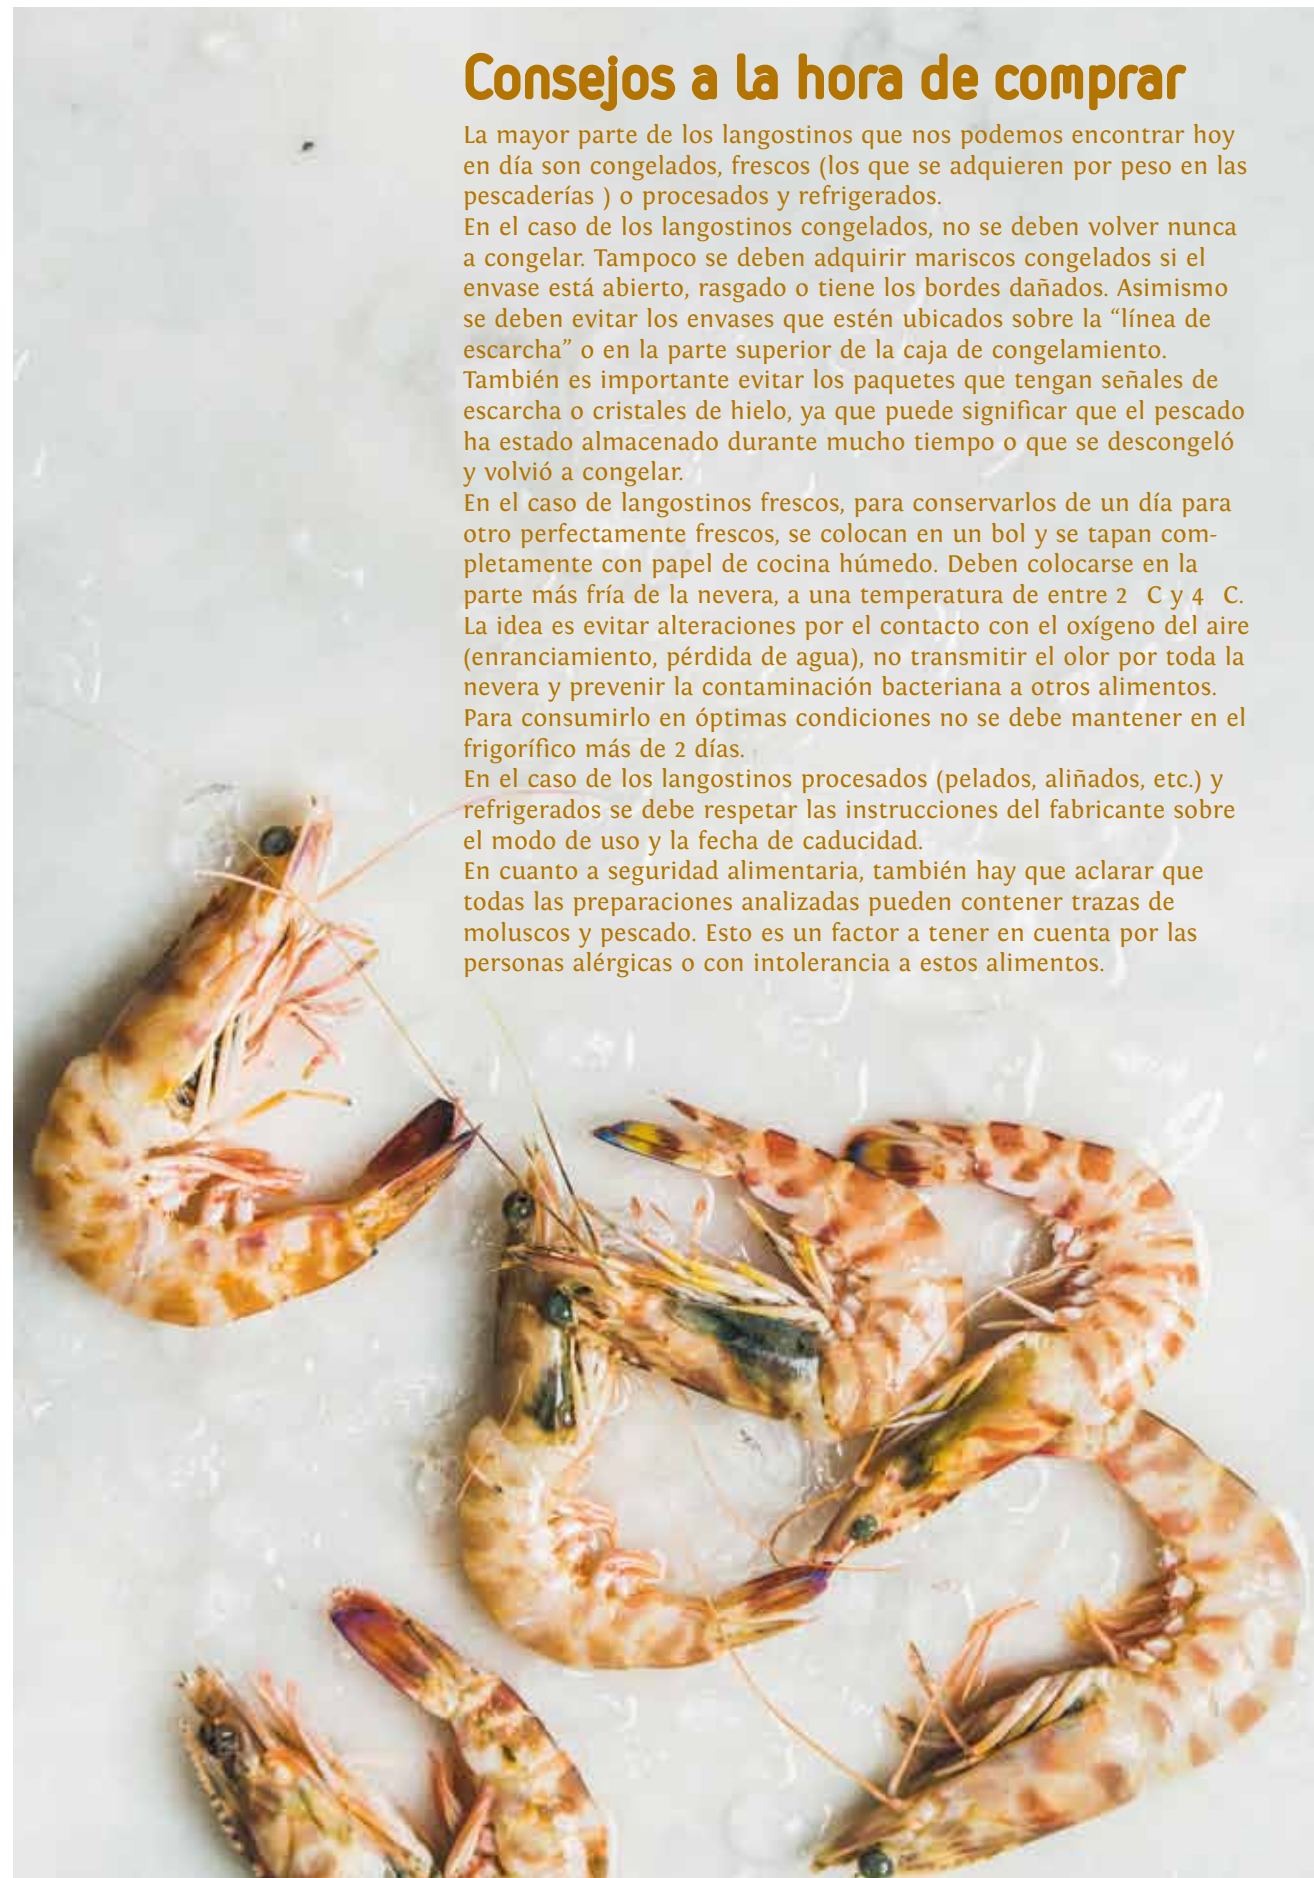 Consejos a la hora de comprar
La mayor parte de los langostinos que nos podemos encontrar hoy
en día son congelados, frescos (los que se adquieren por peso en las
pescaderías ) o procesados y refrigerados.
En el caso de los langostinos congelados, no se deben volver nunca
a congelar. Tampoco se deben adquirir mariscos congelados si el
envase está abierto, rasgado o tiene los bordes dañados. Asimismo
se deben evitar los envases que estén ubicados sobre la “línea de
escarcha” o en la parte superior de la caja de congelamiento.
También es importante evitar los paquetes que tengan señales de
escarcha o cristales de hielo, ya que puede significar que el pescado
ha estado almacenado durante mucho tiempo o que se descongeló
y volvió a congelar.
En el caso de langostinos frescos, para conservarlos de un día para
otro perfectamente frescos, se colocan en un bol y se tapan com-
pletamente con papel de cocina húmedo. Deben colocarse en la
parte más fría de la nevera, a una temperatura de entre 2 C y 4 C.
La idea es evitar alteraciones por el contacto con el oxígeno del aire
(enranciamiento, pérdida de agua), no transmitir el olor por toda la
nevera y prevenir la contaminación bacteriana a otros alimentos.
Para consumirlo en óptimas condiciones no se debe mantener en el
frigorífico más de 2 días.
En el caso de los langostinos procesados (pelados, aliñados, etc.) y
refrigerados se debe respetar las instrucciones del fabricante sobre
el modo de uso y la fecha de caducidad.
En cuanto a seguridad alimentaria, también hay que aclarar que
todas las preparaciones analizadas pueden contener trazas de
moluscos y pescado. Esto es un factor a tener en cuenta por las
personas alérgicas o con intolerancia a estos alimentos.